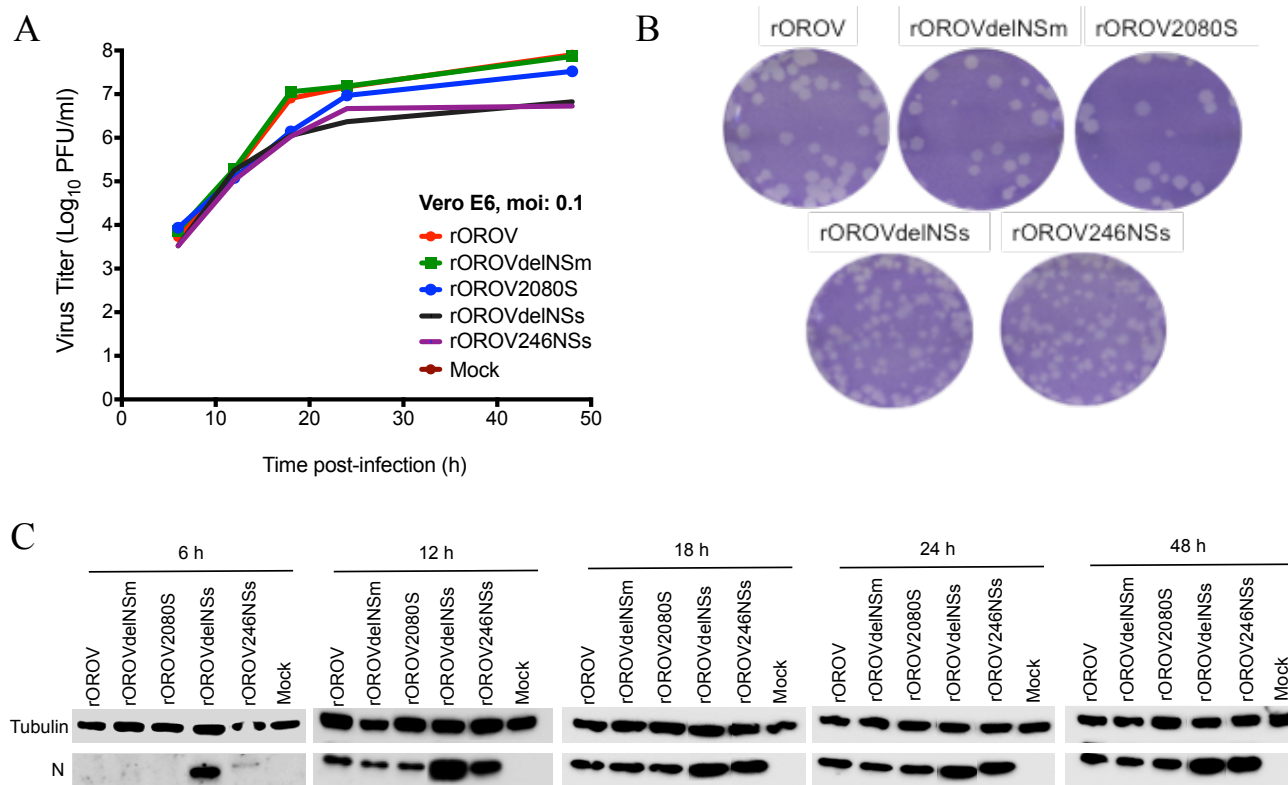 A
Virus Titer (Log10 PFU/ml)
8
7
6
5
4
3
2
1
0
0 10 20 30 40 50
Time post-infection (h)
Vero E6, moi: 0.1
rOROV
rOROVdelNSm
rOROV2080S
rOROVdelNSs
rOROV246NSs
Mock
B
rOROV rOROVdelNSm rOROV2080S
rOROVdelNSs rOROV246NSs
C
6 h 12 h 18 h 24 h 48 h
rOROV rOROVdelNSm rOROV2080S rOROVdelNSs rOROV246NSs Mock rOROV rOROVdelNSm rOROV2080S rOROVdelNSs rOROV246NSs Mock rOROV rOROVdelNSm rOROV2080S rOROVdelNSs rOROV246NSs Mock rOROV rOROVdelNSm rOROV2080S rOROVdelNSs rOROV246NSs Mock rOROV rOROVdelNSm rOROV2080S rOROVdelNSs rOROV246NSs Mock
Tubulin
N